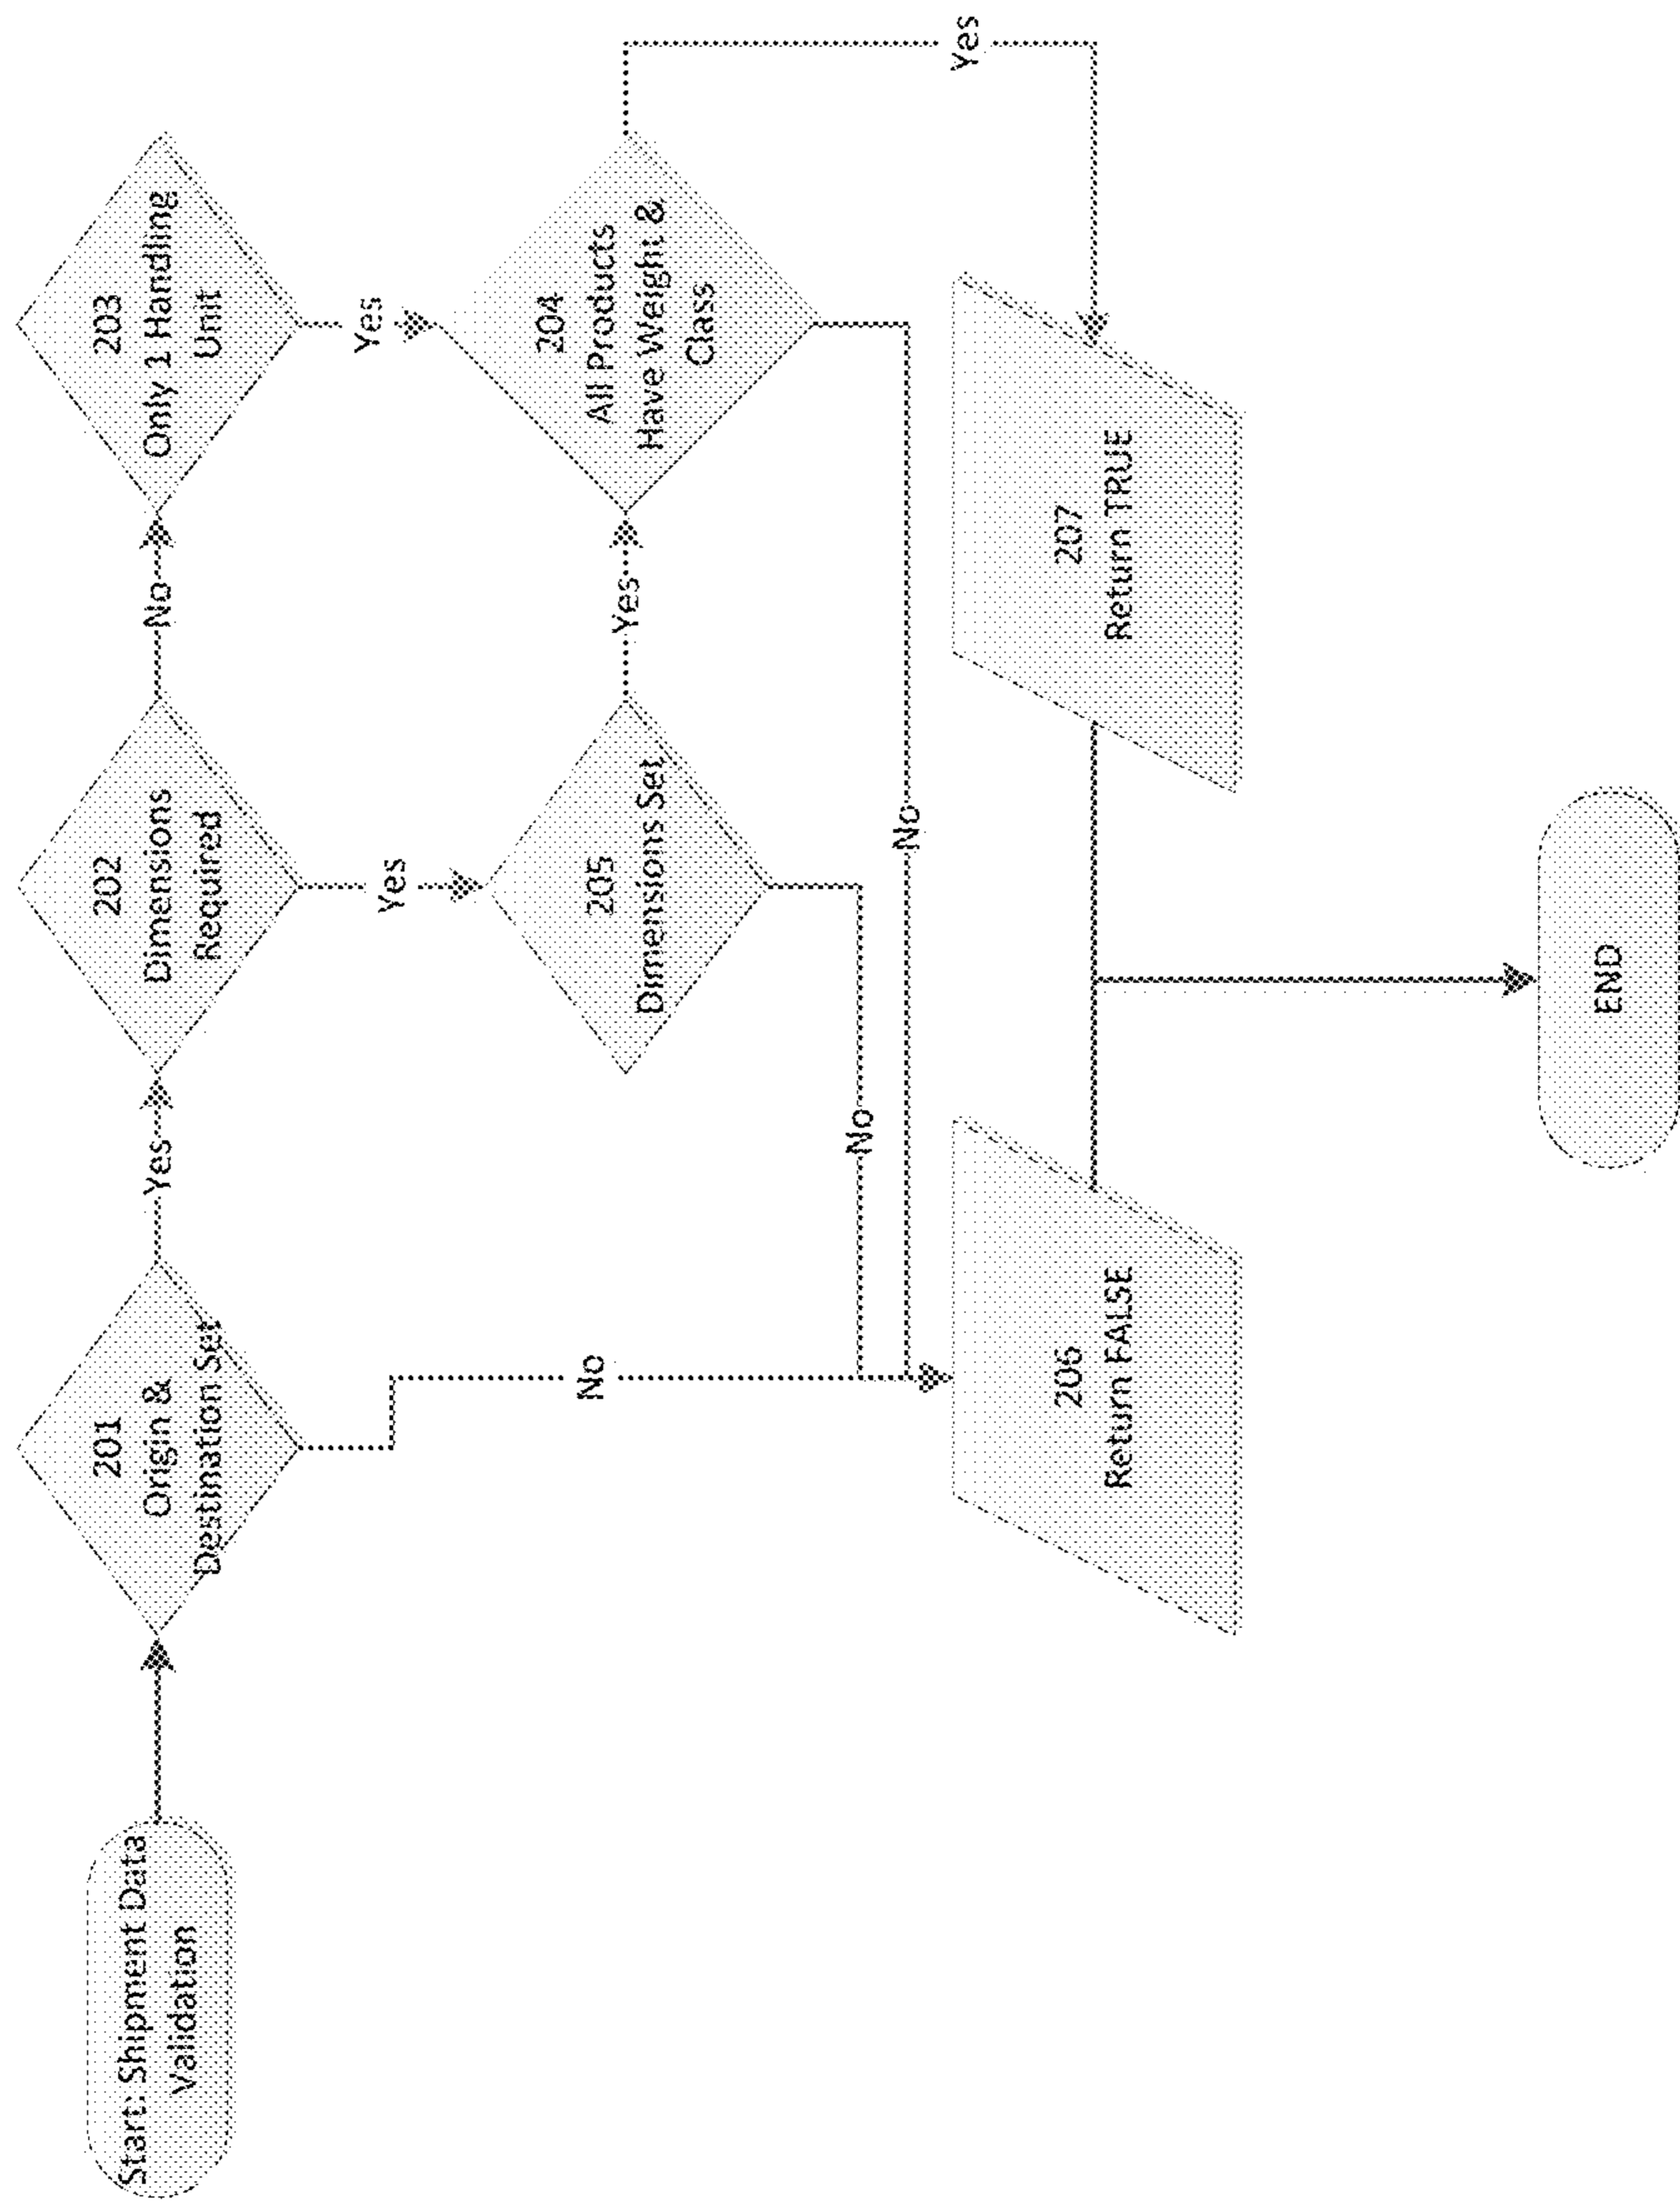 Start: Shipment Data
Validation
201
Origin &
Destination Set
Yes
202
Dimensions
Required
No
203
Only 1 Handling
Unit
No
Yes
Yes
205
Dimensions Set
Yes
204
All Products
Have Weight &
Class
No
No
Yes
206
Return FALSE
207
Return TRUE
END